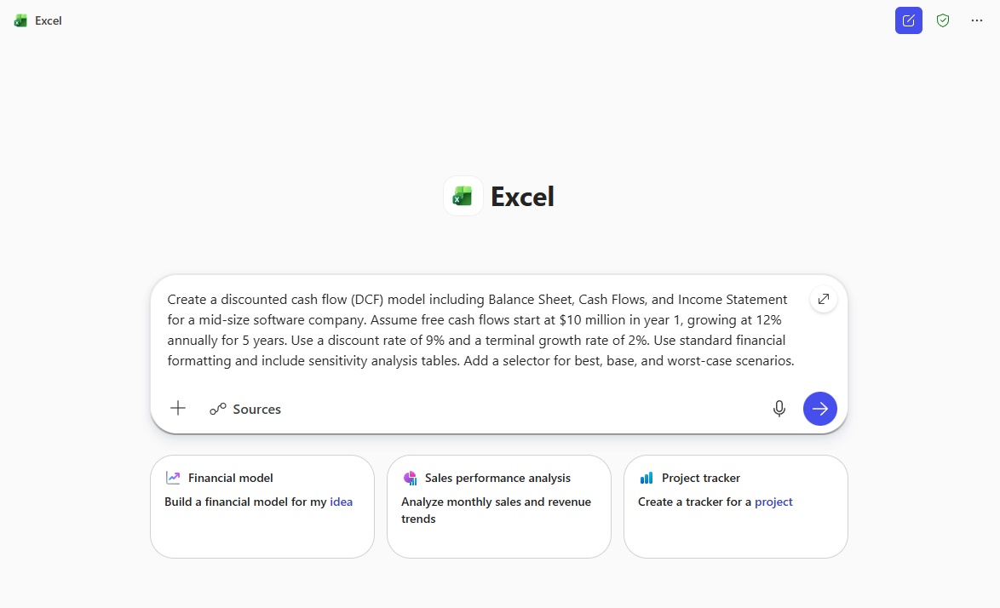 Excel
Excel
Create a discounted cash flow (DCF) model including Balance Sheet, Cash Flows, and Income Statement
for a mid-size software company. Assume free cash flows start at $10 million in year 1, growing at 12%
annually for 5 years. Use a discount rate of 9% and a terminal growth rate of 2%. Use standard financial
formatting and include sensitivity analysis tables. Add a selector for best, base, and worst-case scenarios.
Sources
Financial model
Build a financial model for my idea
Sales performance analysis
Analyze monthly sales and revenue
trends
Project tracker
Create a tracker for a project